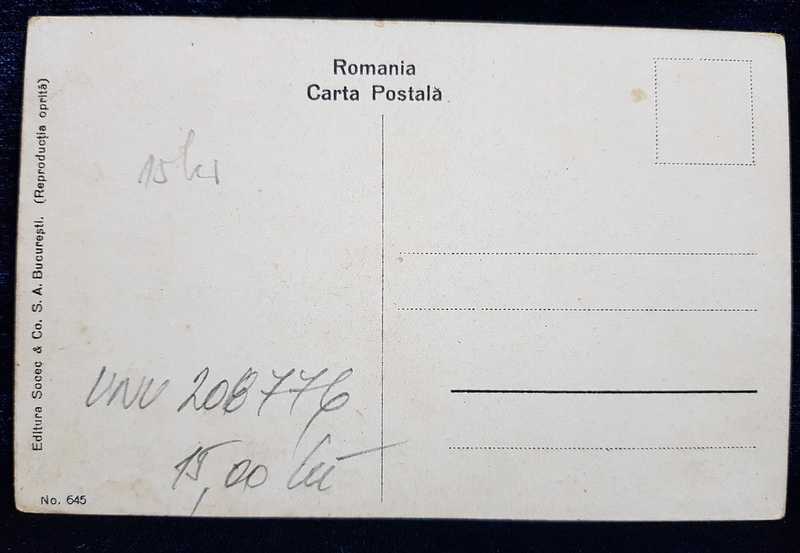 Romania
Carta Postală
Editura Socec & Co. S. A. București. (Reproducția oprită)
15 lei
UNU 208776
15,00 lei
No. 645